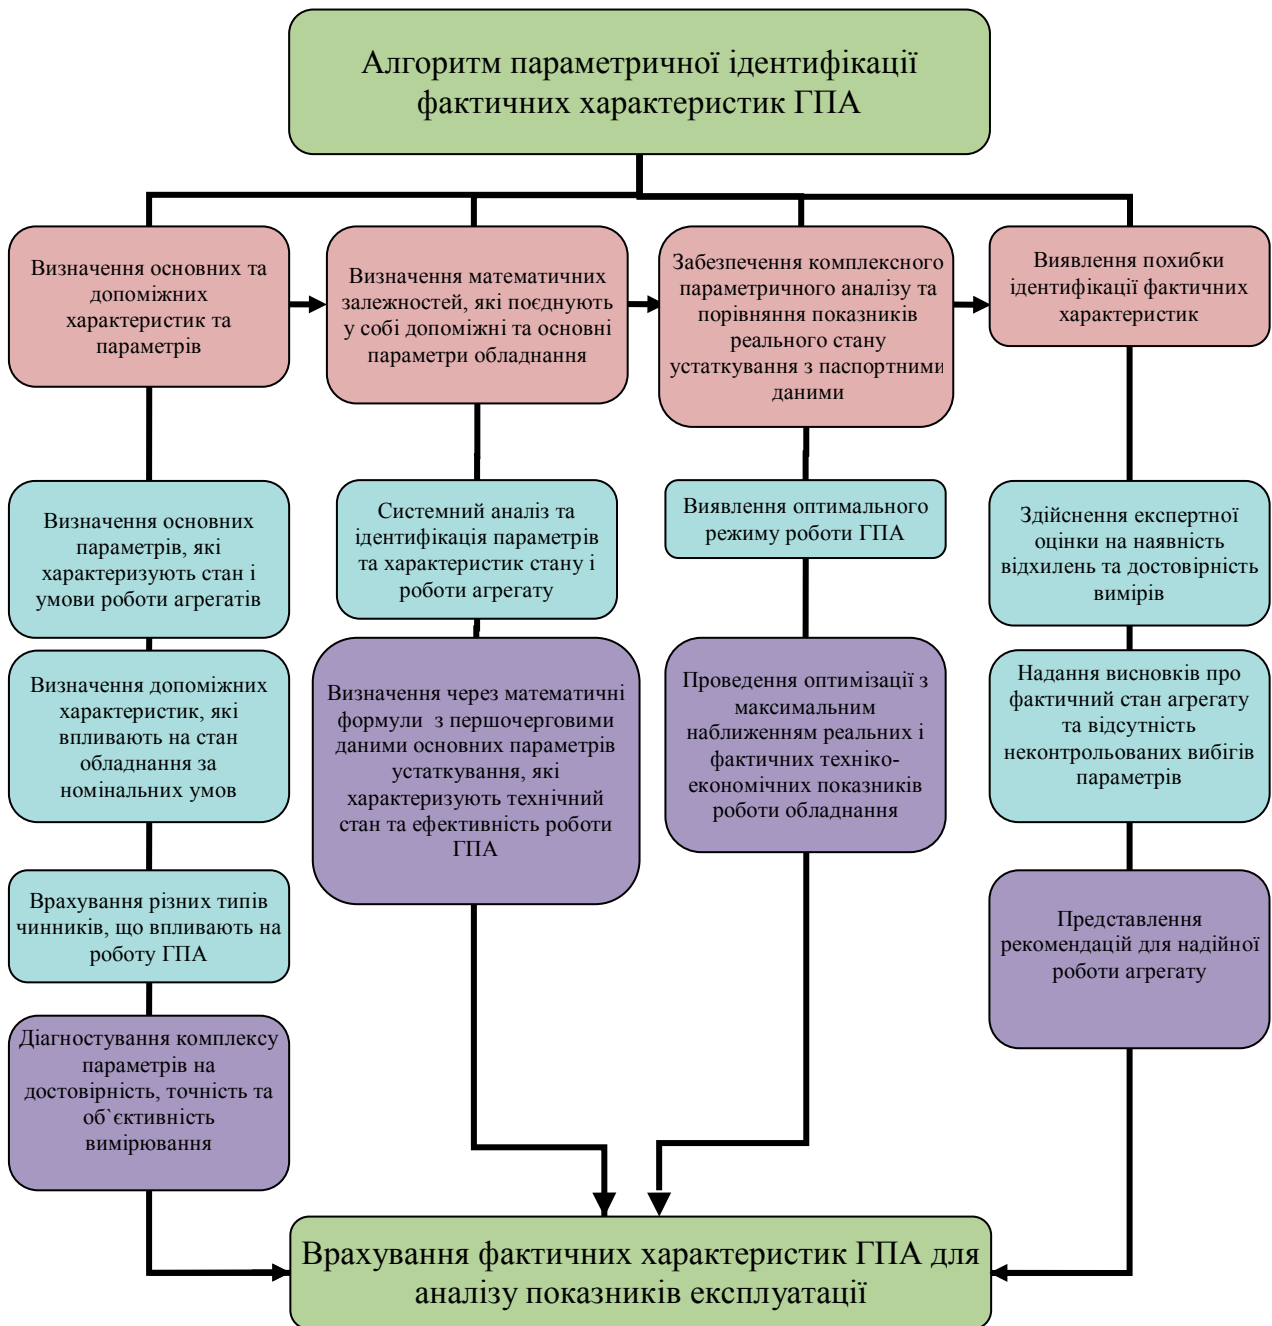 Алгоритм параметричної ідентифікації
фактичних характеристик ГПА
Визначення основних та
допоміжних
характеристик та
параметрів
Визначення математичних
залежностей, які поєднують
у собі допоміжні та основні
параметри обладнання
Забезпечення комплексного
параметричного аналізу та
порівняння показників
реального стану
устаткування з паспортними
даними
Виявлення похибки
ідентифікації фактичних
характеристик
Визначення основних
параметрів, які
характеризують стан і
умови роботи агрегатів
Визначення допоміжних
характеристик, які
впливають на стан
обладнання за
номінальних умов
Врахування різних типів
чинників, що впливають на
роботу ГПА
Діагностування комплексу
параметрів на
достовірність, точність та
об`єктивність
вимірювання
Системний аналіз та
ідентифікація параметрів
та характеристик стану і
роботи агрегату
Визначення через математичні
формули з першочерговими
даними основних параметрів
устаткування, які
характеризують технічний
стан та ефективність роботи
ГПА
Виявлення оптимального
режиму роботи ГПА
Проведення оптимізації з
максимальним
наближенням реальних і
фактичних техніко-
економічних показників
роботи обладнання
Здійснення експертної
оцінки на наявність
відхилень та достовірність
вимірів
Надання висновків про
фактичний стан агрегату
та відсутність
неконтрольованих вибігів
параметрів
Представлення
рекомендацій для надійної
роботи агрегату
Врахування фактичних характеристик ГПА для
аналізу показників експлуатації